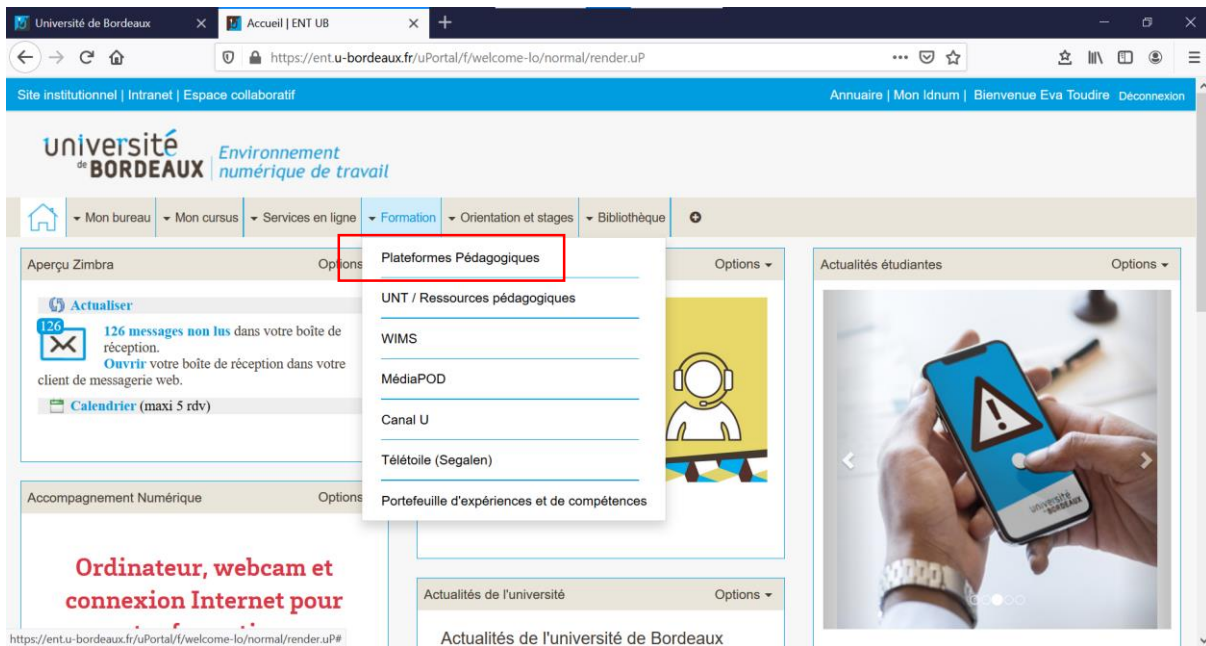 Université de Bordeaux
Accueil | ENT UB
https://ent.u-bordeaux.fr/uPortal/f/welcome-lo/normal/render.uP
Site institutionnel | Intranet | Espace collaboratif
Annuaire | Mon Idnum | Bienvenue Eva Toudire Déconnexion
université
de BORDEAUX
Environnement
numérique de travail
Mon bureau
Mon cursus
Services en ligne
Formation
Orientation et stages
Bibliothèque
Aperçu Zimbra
Options
Actualiser
126
126 messages non lus dans votre boîte de
réception.
Ouvrir votre boîte de réception dans votre
client de messagerie web.
Calendrier (maxi 5 rdv)
Accompagnement Numérique
Options
Ordinateur, webcam et
connexion Internet pour
Plateformes Pédagogiques
UNT / Ressources pédagogiques
WIMS
MédiaPOD
Canal U
Télétoile (Segalen)
Portefeuille d'expériences et de compétences
Options
Actualités de l'université
Options
Actualités de l'université de Bordeaux
Actualités étudiantes
Options
université
de BORDEAUX
https://ent.u-bordeaux.fr/uPortal/f/welcome-lo/normal/render.uP#